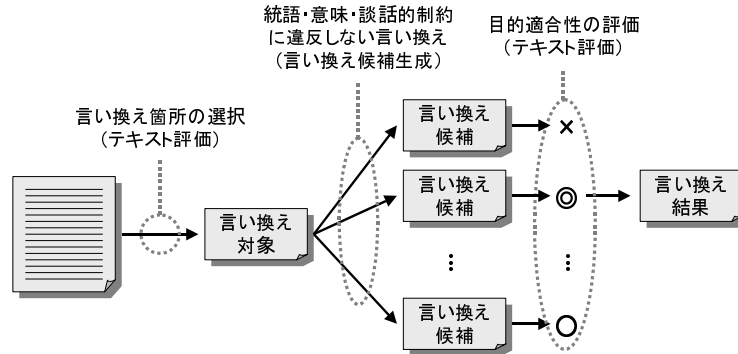 統語・意味・談話的制約
に違反しない言い換え
(言い換え候補生成)
目的適合性の評価
(テキスト評価)
言い換え箇所の選択
(テキスト評価)
言い換え
対象
言い換え
候補
×
言い換え
候補
◎
言い換え
結果
⋮
⋮
言い換え
候補
○